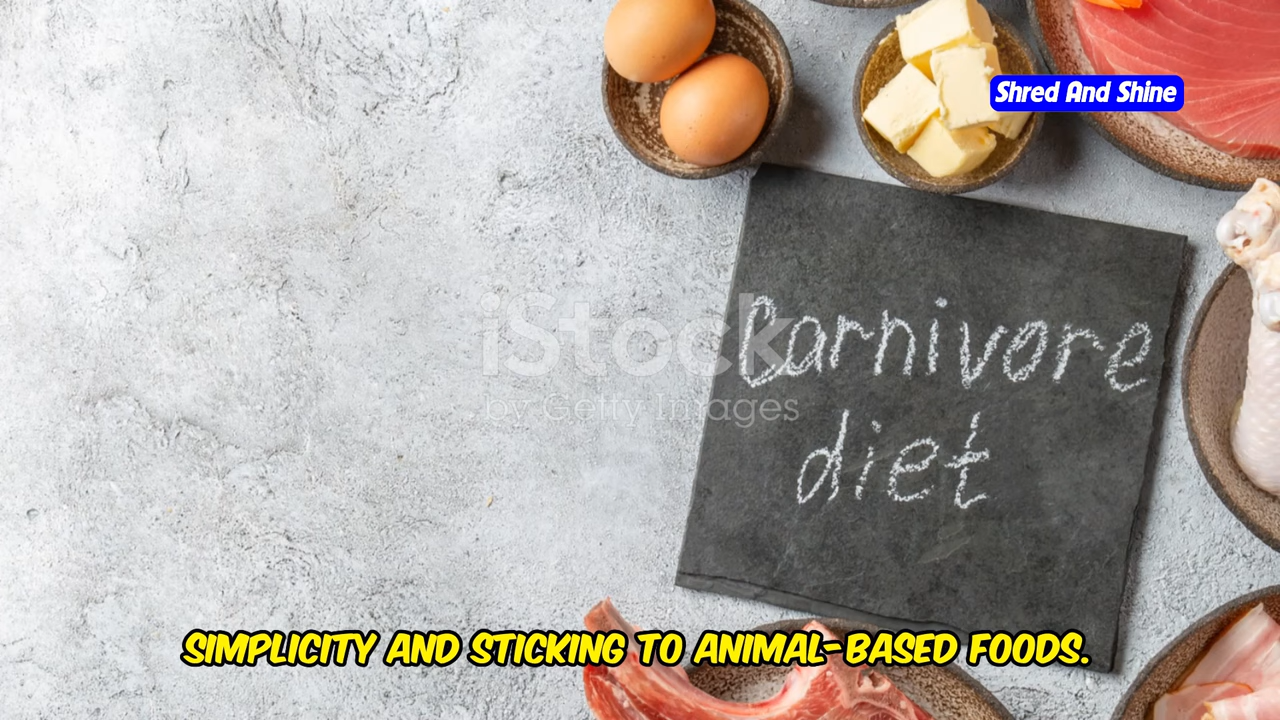 Shred And Shine
iStock
by Getty Images
Carnivore
diet
SIMPLICITY AND STICKING TO ANIMAL-BASED FOODS.